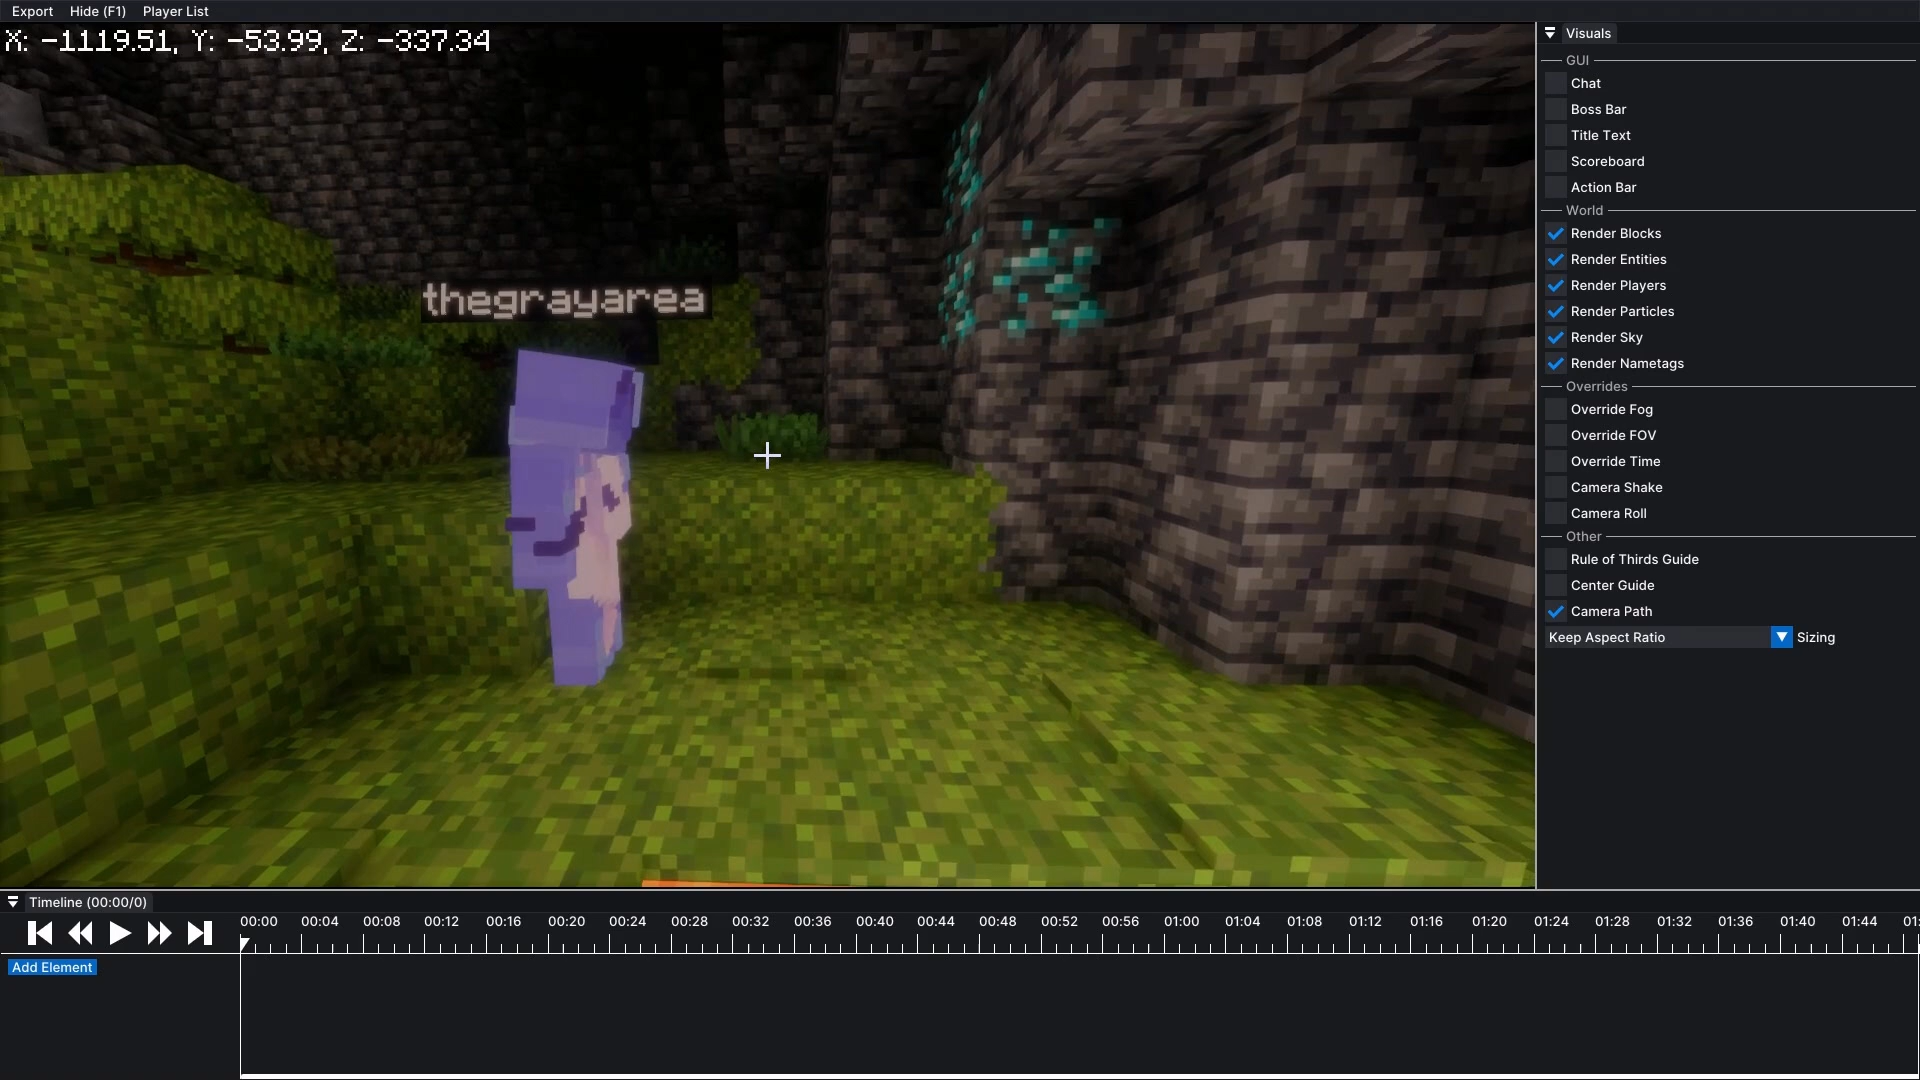 Export Hide (F1) Player List
X: -1119.51, Y: -53.99, Z: -337.34
thegrayarea
Visuals
GUI
Chat
Boss Bar
Title Text
Scoreboard
Action Bar
World
Render Blocks
Render Entities
Render Players
Render Particles
Render Sky
Render Nametags
Overrides
Override Fog
Override FOV
Override Time
Camera Shake
Camera Roll
Other
Rule of Thirds Guide
Center Guide
Camera Path
Keep Aspect Ratio Sizing
Timeline (00:00/0)
00:00 00:04 00:08 00:12 00:16 00:20 00:24 00:28 00:32 00:36 00:40 00:44 00:48 00:52 00:56 01:00 01:04 01:08 01:12 01:16 01:20 01:24 01:28 01:32 01:36 01:40 01:44
Add Element